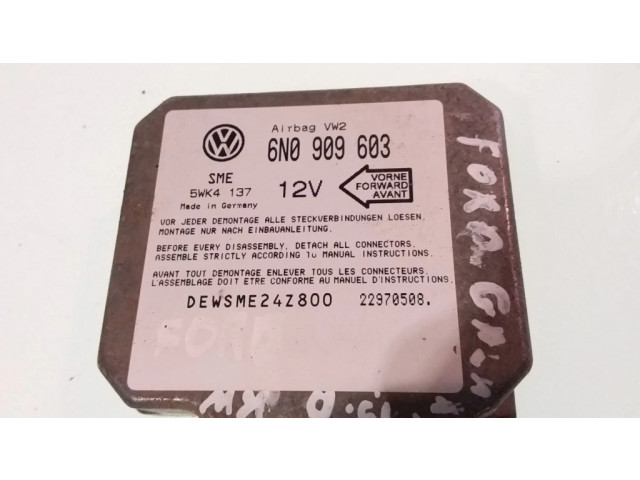 Airbag VW2
6N0 909 603
SME
5WK4 137
Made in Germany
12V
VORNE
FORWARD
AVANT
VOR JEDER DEMONTAGE ALLE STECKVERBINDUNGEN LOESEN.
MONTAGE NUR NACH EINBAUANLEITUNG.
BEFORE EVERY DISASSEMBLY, DETACH ALL CONNECTORS.
ASSEMBLE STRICTLY ACCORDING To MANUAL INSTRUCTIONS.
AVANT TOUT DEMONTAGE ENLEVER TOUS LES CONNECTEURS.
L'ASSEMBLAGE DOIT ETRE CONFORME AU MANUEL D'INSTRUCTIONS.
DEWSME24Z800 22970508.
FORD
FORD